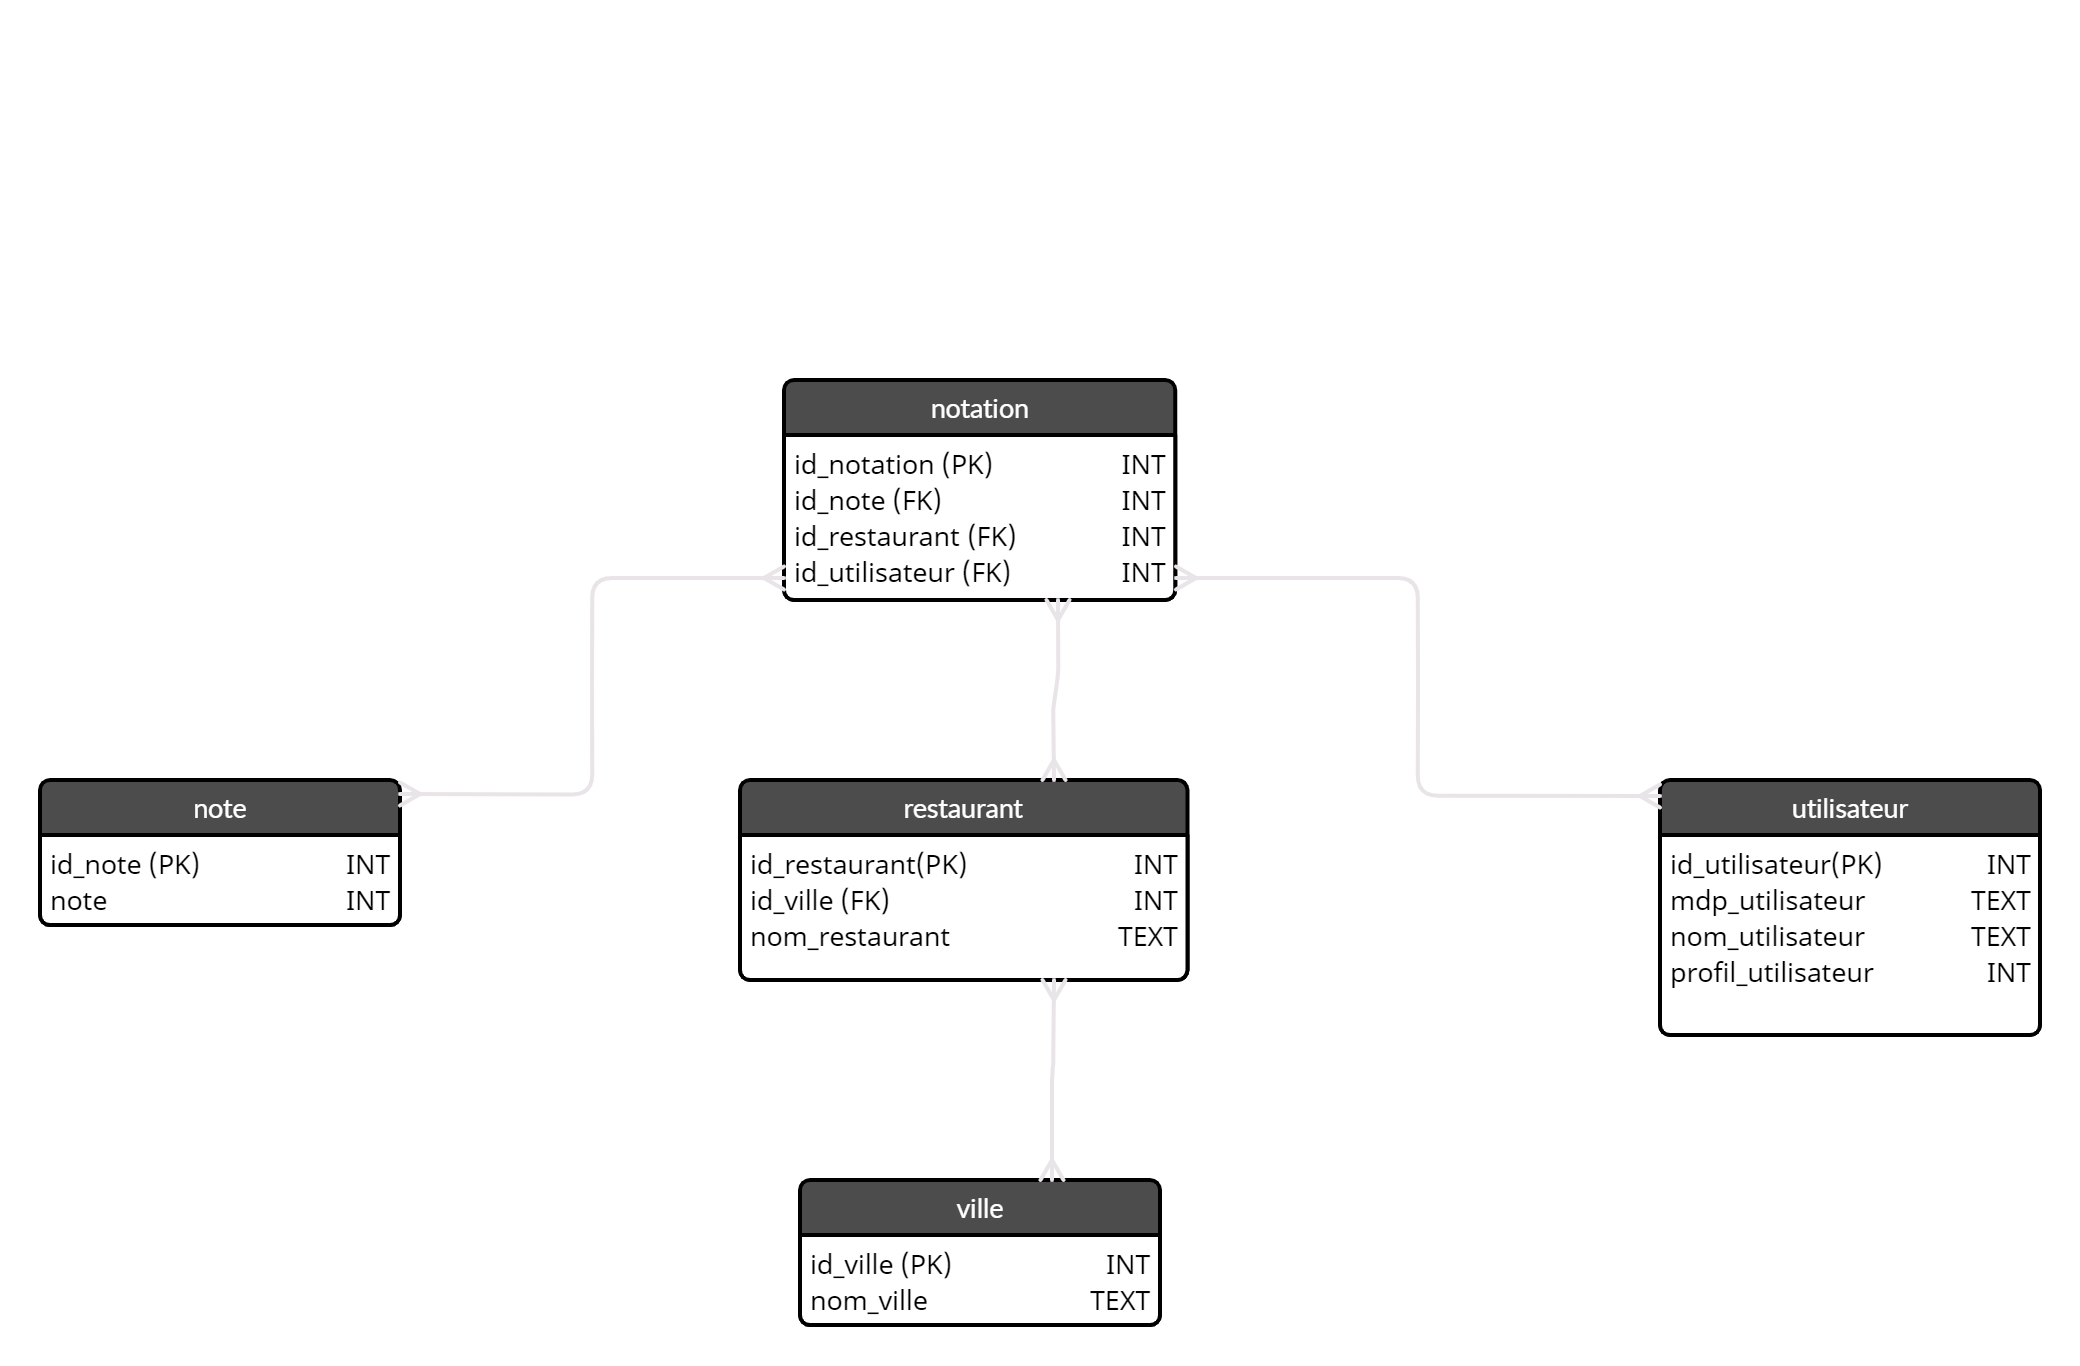 notation
id_notation (PK) INT
id_note (FK) INT
id_restaurant (FK) INT
id_utilisateur (FK) INT
note
id_note (PK) INT
note INT
restaurant
id_restaurant(PK) INT
id_ville (FK) INT
nom_restaurant TEXT
utilisateur
id_utilisateur(PK) INT
mdp_utilisateur TEXT
nom_utilisateur TEXT
profil_utilisateur INT
ville
id_ville (PK) INT
nom_ville TEXT